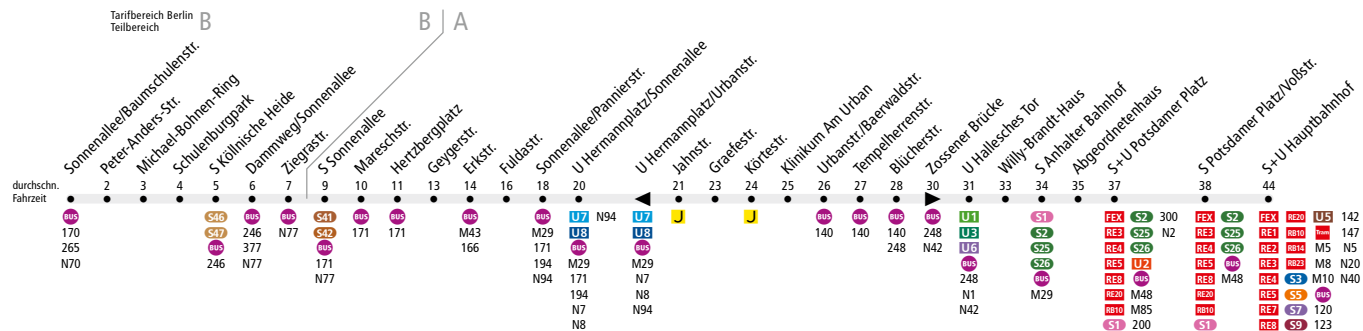 Tarifbereich Berlin
Teilbereich
B
B
A
Sonnenallee/Baumschulenstr.
Peter-Anders-Str.
Michael-Bohnen-Ring
Schulenburgpark
S Köllnische Heide
Dammweg/Sonnenallee
Ziegrastr.
S Sonnenallee
Mareschstr.
Hertzbergplatz
Geygerstr.
Erkstr.
Fuldastr.
Sonnenallee/Pannierstr.
U Hermannplatz/Sonnenallee
U Hermannplatz/Urbanstr.
Jahnstr.
Graefestr.
Körtestr.
Klinikum Am Urban
Urbanstr./Baerwaldstr.
Tempelherrenstr.
Blücherstr.
Zossener Brücke
U Hallesches Tor
Willy-Brandt-Haus
S Anhalter Bahnhof
Abgeordnetenhaus
S+U Potsdamer Platz
S Potsdamer Platz/Voßstr.
S+U Hauptbahnhof
durchschn.
Fahrzeit
2 3 4 5 6 7 9 10 11 13 14 16 18 20 21 23 24 25 26 27 28 30 31 33 34 35 37 38 44
BUS
170
265
N70
S46
S47
BUS
246
BUS
246
377
N77
BUS
N77
S41
S42
BUS
171
N77
BUS
171
BUS
171
BUS
M43
166
BUS
M29
171
194
N94
U7 N94
U8
BUS
M29
171
194
N7
N8
U7
U8
BUS
M29
N7
N8
N94
J
J
BUS
140
BUS
140
BUS
140
248
BUS
248
N42
U1
U3
U6
BUS
248
N1
N42
S1
S2
S25
S26
BUS
M29
FEX S2 300
RE3 S25 N2
RE4 S26
RE5 U2
RE8 BUS
RE20 M48
RB10 M85
S1 200
FEX S2
RE3 S25
RE4 S26
RE5 BUS
RE8 M48
RE20
RB10
S1
FEX RE20 U5 142
RE1 RB10 Tram 147
RE2 RB14 M5 N5
RE3 RB23 M8 N20
RE4 S3 M10 N40
RE5 S5 BUS
RE7 S7 120
RE8 S9 123